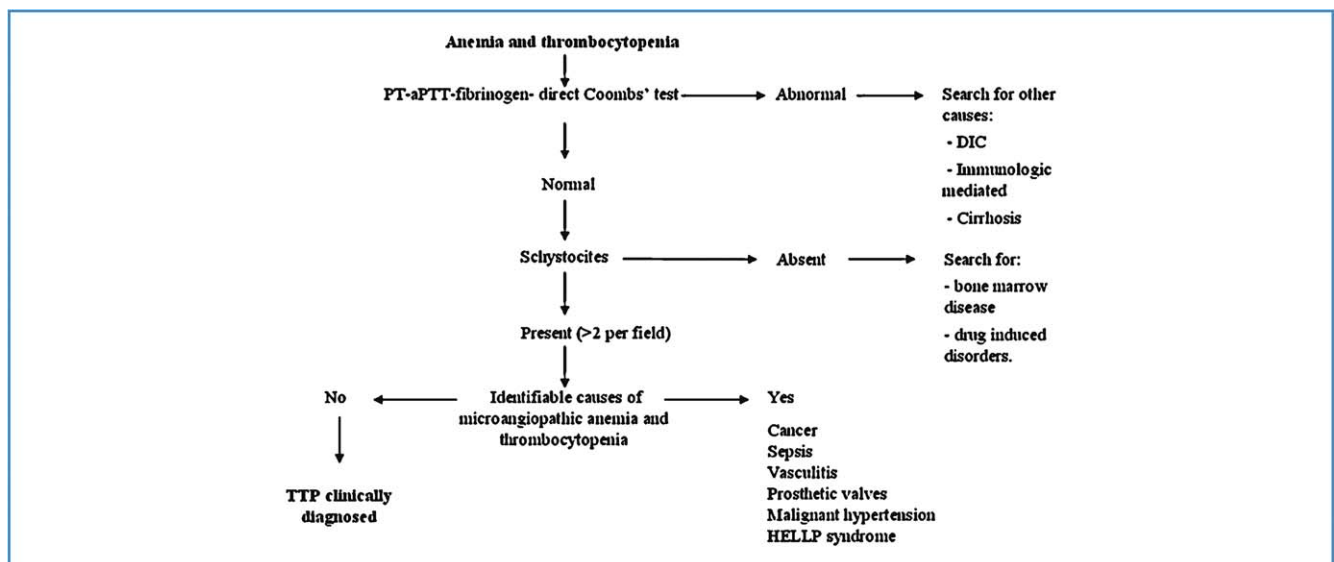 Anemia and thrombocytopenia
PT-aPTT-fibrinogen- direct Coombs' test
Abnormal
Search for other
causes:
- DIC
- Immunologic
mediated
- Cirrhosis
Normal
Schystocites
Absent
Search for:
- bone marrow
disease
- drug induced
disorders.
Present (>2 per field)
No
Identifiable causes of
microangiopathic anemia and
thrombocytopenia
Yes
Cancer
Sepsis
Vasculitis
Prosthetic valves
Malignant hypertension
HELLP syndrome
TTP clinically
diagnosed